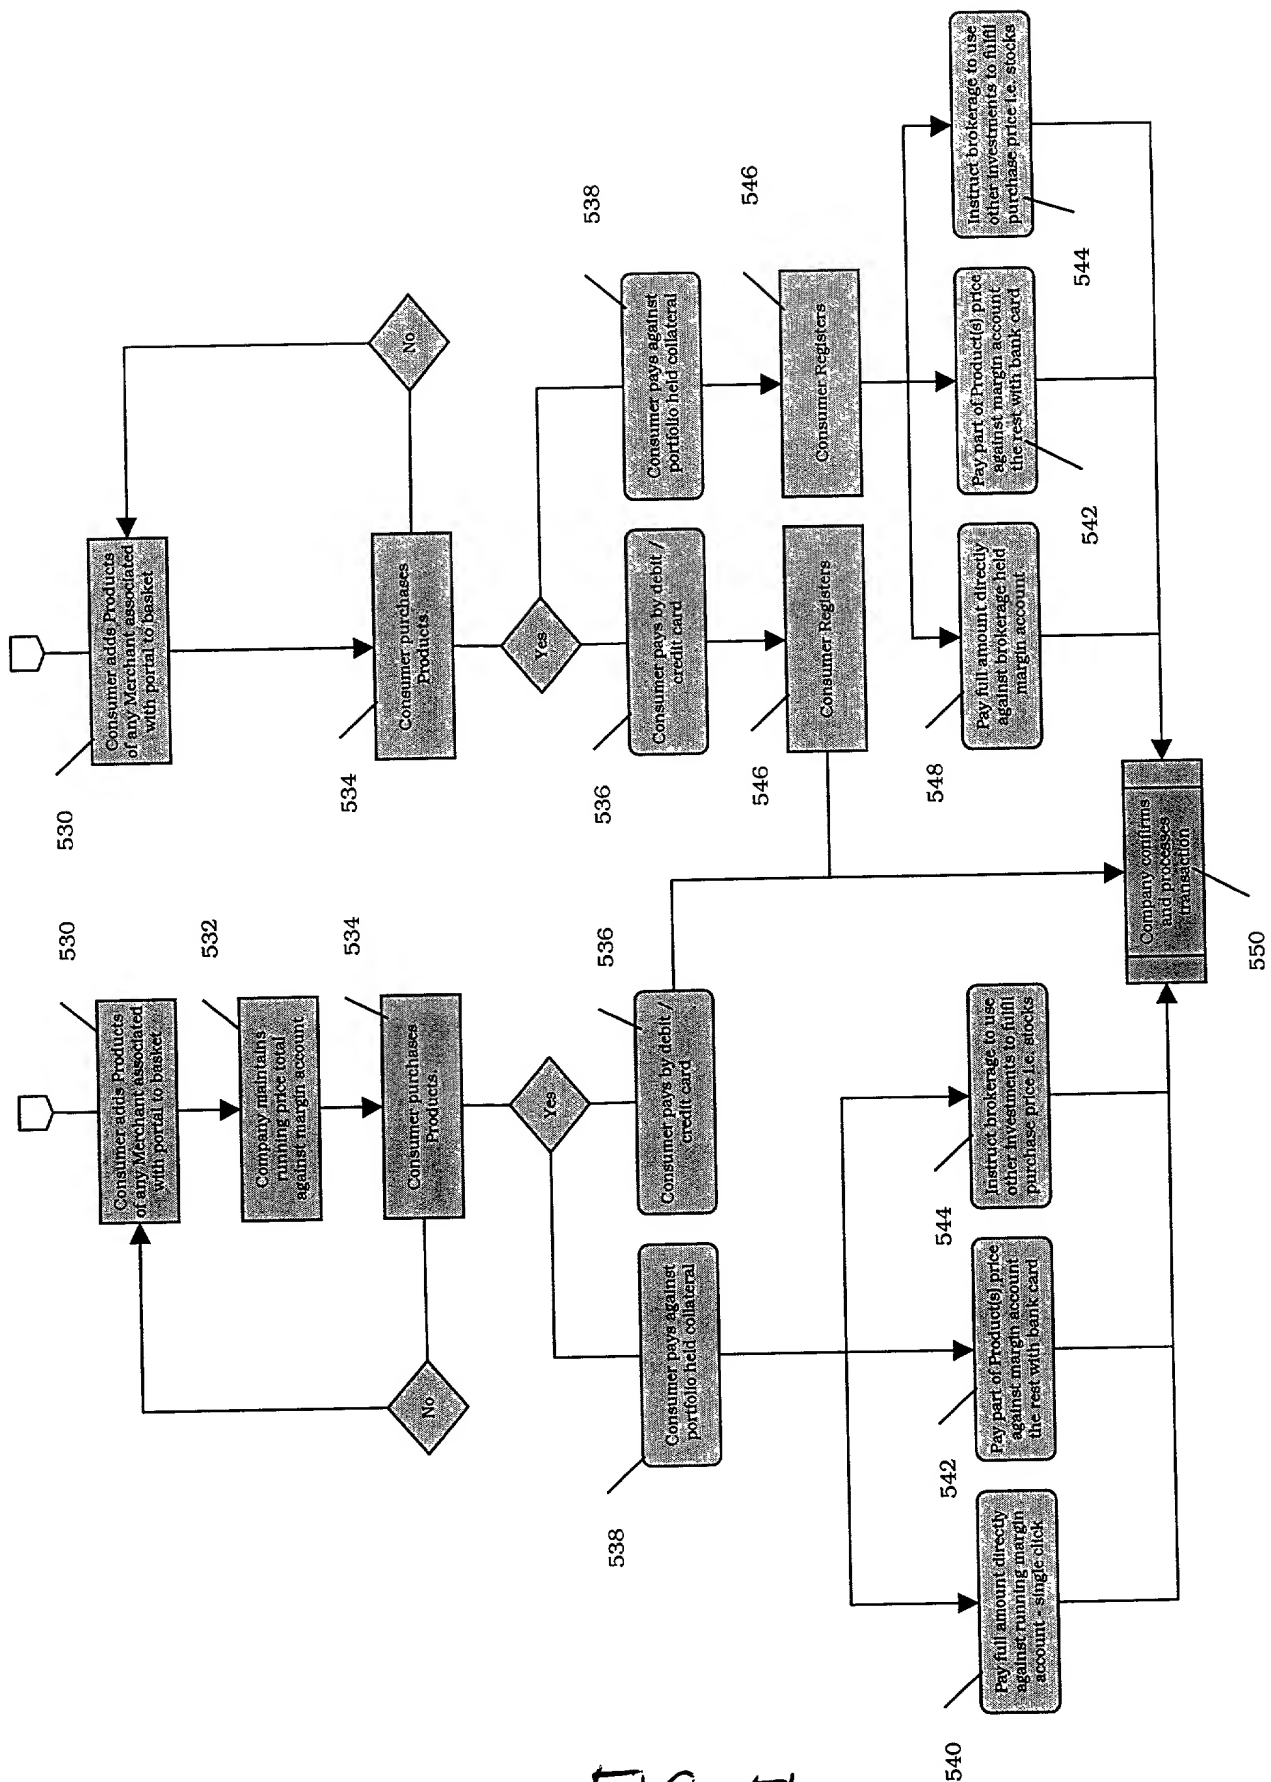 530
Consumer adds Products
of any Merchant associated
with portal to basket
532
Company maintains
running price total
against margin account
534
Consumer purchases
Products
No
Yes
538
Consumer pays against
portfolio held collateral
536
Consumer pays by debit /
credit card
540
Pay full amount directly
against running margin
account - single click
542
Pay part of Product(s) price
against margin account
the rest with bank card
544
Instruct brokerage to use
other investments to fulfil
purchase price i.e. stocks
530
Consumer adds Products
of any Merchant associated
with portal to basket
534
Consumer purchases
Products
No
Yes
536
Consumer pays by debit /
credit card
538
Consumer pays against
portfolio held collateral
546
Consumer Registers
546
Consumer Registers
548
Pay full amount directly
against brokerage held
margin account
542
Pay part of Product(s) price
against margin account
the rest with bank card
544
Instruct brokerage to use
other investments to fulfil
purchase price i.e. stocks
550
Company confirms
and processes
transaction